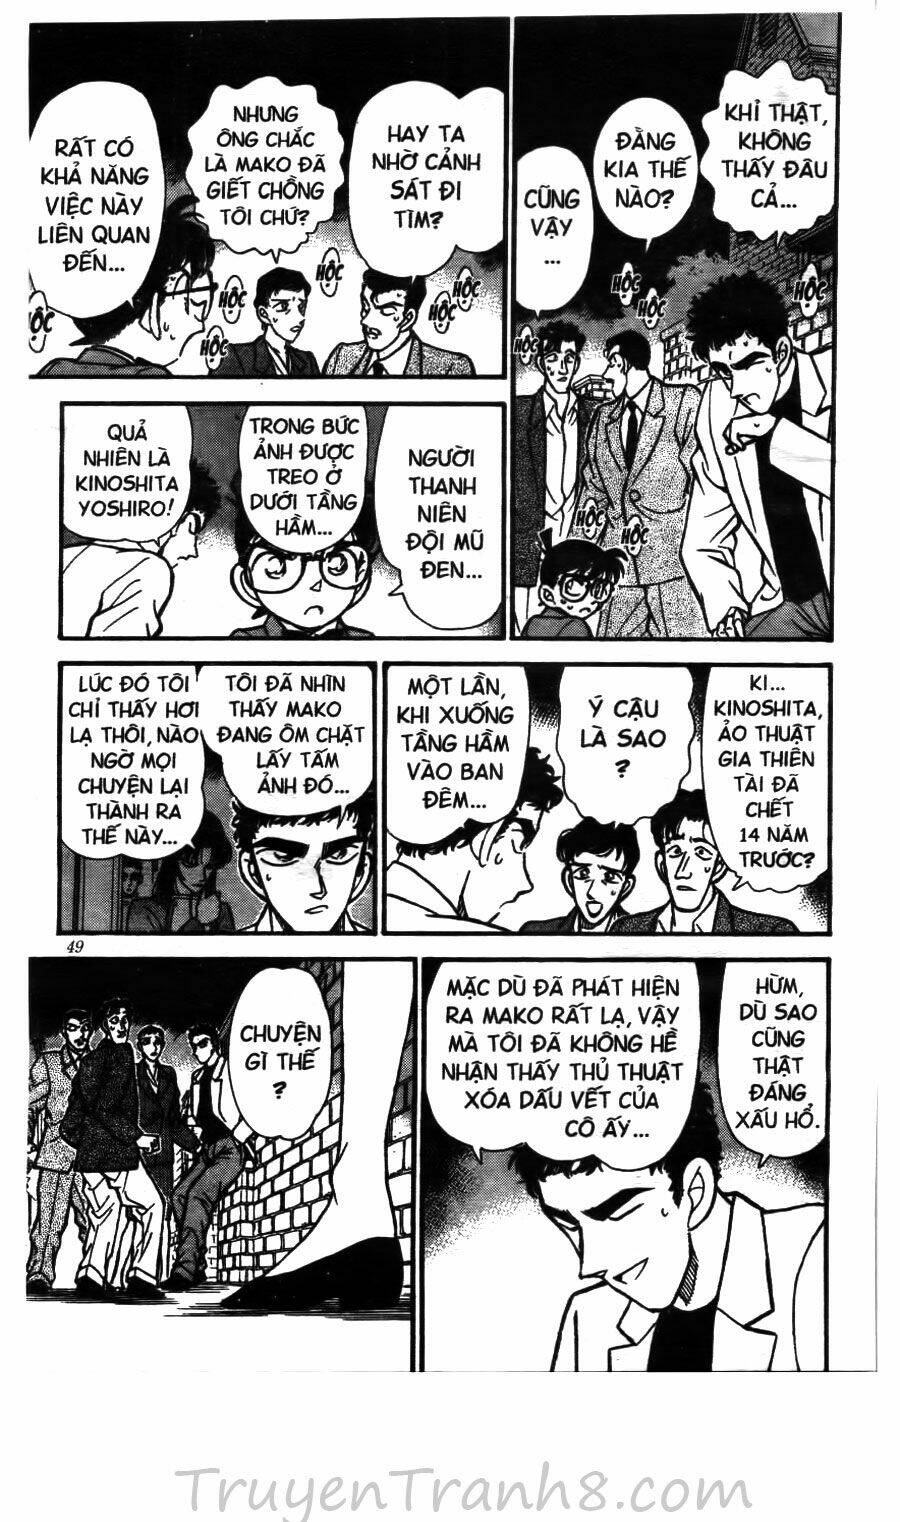 KHỈ THẬT,
KHÔNG
THẤY ĐÂU
CẢ...
ĐẰNG
KIA THẾ
NÀO?
CŨNG
VẬY
...
HỘC
HỘC
HỘC
HỘC
HỘC
HỘC
HAY TA
NHỜ CẢNH
SÁT ĐI
TÌM?
NHƯNG
ÔNG CHẮC
LÀ MAKO ĐÃ
GIẾT CHỒNG
TÔI CHỨ?
RẤT CÓ
KHẢ NĂNG
VIỆC NÀY
LIÊN QUAN
ĐẾN...
HỘC
HỘC
HỘC
HỘC
HỘC
HỘC
NGƯỜI
THANH
NIÊN
ĐỘI MŨ
ĐEN...
TRONG BỨC
ẢNH ĐƯỢC
TREO Ở
DƯỚI TẦNG
HẦM...
QUẢ
NHIÊN LÀ
KINOSHITA
YOSHIRO!
KI...
KINOSHITA,
ẢO THUẬT
GIA THIÊN
TÀI ĐÃ
CHẾT
14 NĂM
TRƯỚC?
Ý CẬU
LÀ SAO
?
MỘT LẦN,
KHI XUỐNG
TẦNG HẦM
VÀO BAN
ĐÊM...
TÔI ĐÃ NHÌN
THẤY MAKO
ĐANG ÔM CHẶT
LẤY TẤM
ẢNH ĐÓ...
LÚC ĐÓ TÔI
CHỈ THẤY HƠI
LẠ THÔI, NÀO
NGỜ MỌI
CHUYỆN LẠI
THÀNH RA
THẾ NÀY...
49
HỪM,
DÙ SAO
CŨNG
THẬT
ĐÁNG
XẤU HỔ.
MẶC DÙ ĐÃ PHÁT HIỆN
RA MAKO RẤT LẠ, VẬY
MÀ TÔI ĐÃ KHÔNG HỀ
NHẬN THẤY THỦ THUẬT
XÓA DẤU VẾT CỦA
CÔ ẤY...
CHUYỆN
GÌ THẾ
?
TruyenTranh8.com